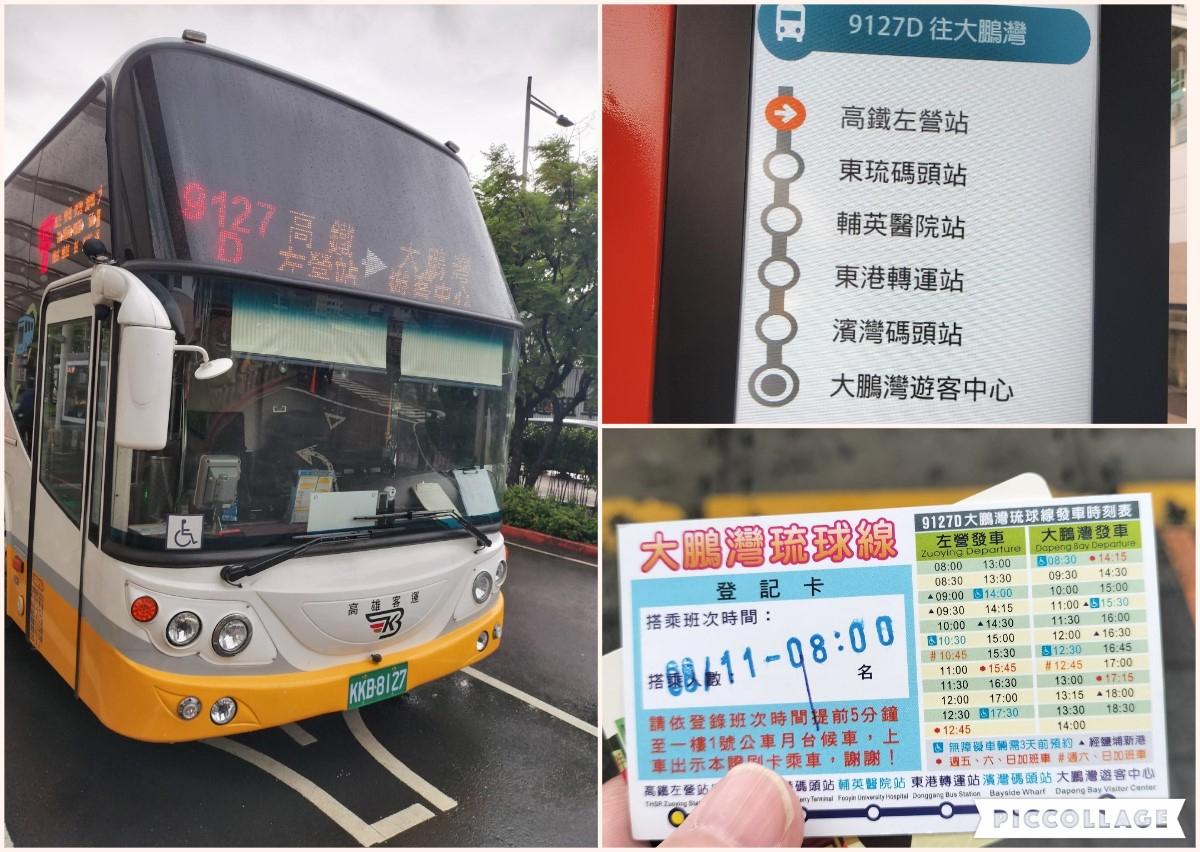 9127
D
高鐵
左營站
大鵬灣
遊客中心
高雄客運
KKB-8127
9127D 往大鵬灣
高鐵左營站
東琉碼頭站
輔英醫院站
東港轉運站
濱灣碼頭站
大鵬灣遊客中心
大鵬灣琉球線
登記卡
搭乘班次時間：
08/11-08:00
搭乘人數： 名
請依登錄班次時間提前5分鐘
至一樓1號公車月台候車，上
車出示本證刷卡乘車，謝謝！
9127D大鵬灣琉球線發車時刻表
左營發車 大鵬灣發車
Zuoying Departure Dapeng Bay Departure
08:00 13:00 ♿08:30 •14:15
08:30 13:30 09:30 14:30
▲09:00 ♿14:00 10:00 15:00
▲09:30 14:15 11:00 ▲♿15:30
10:00 ▲14:30 11:30 16:00
♿10:30 15:00 12:00 ▲16:30
#10:45 15:30 ♿12:30 16:45
11:00 •15:45 #12:45 17:00
11:30 16:30 13:00 •17:15
12:00 17:00 13:15 ▲18:00
12:30 ♿17:30 13:30 18:30
•12:45 14:00
♿ 無障礙車輛需3天前預約 ▲ 經鹽埔新港
• 週五、六、日加班車 #週六、日加班車
高鐵左營站 碼頭站 輔英醫院站 東港轉運站 濱灣碼頭站 大鵬灣遊客中心
THSR Zuoying Station Ferry Terminal Fooyin University Hospital Donggang Bus Station Bayside Wharf Dapeng Bay Visitor Center
PICCOLLAGE